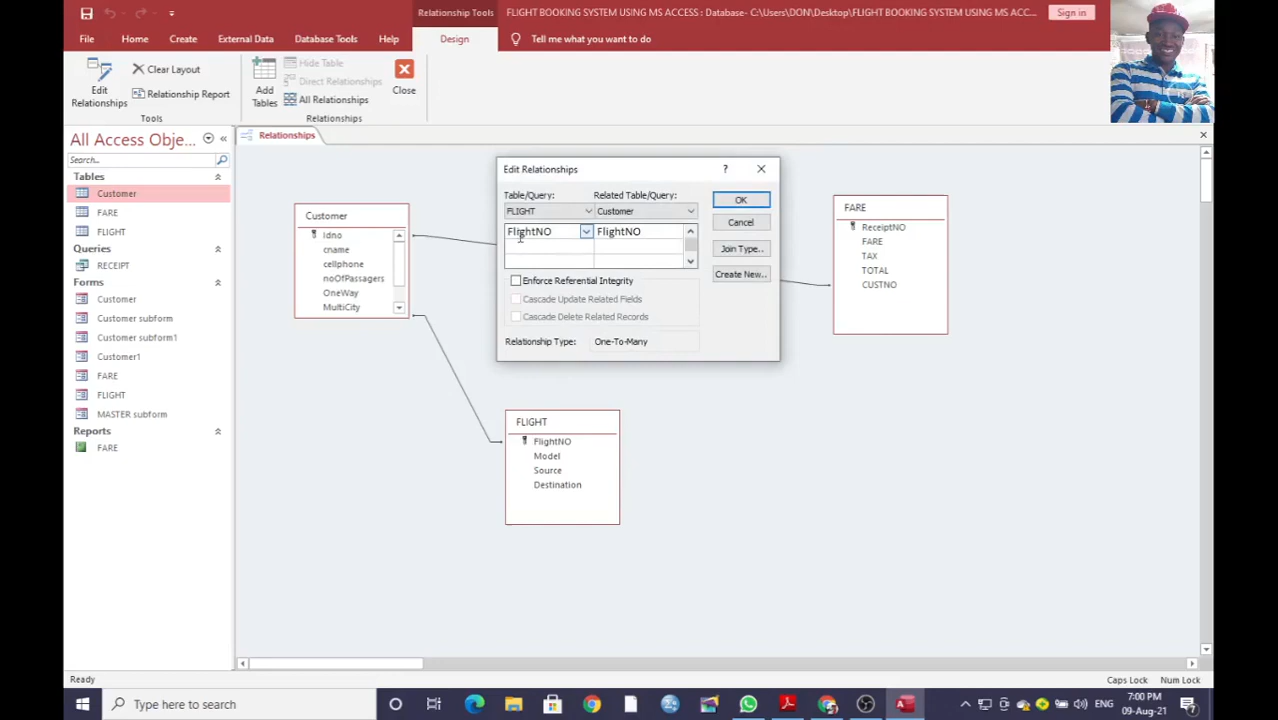 Relationship Tools
FLIGHT BOOKING SYSTEM USING MS ACCESS : Database- C:\Users\DON\Desktop\FLIGHT BOOKING SYSTEM USING MS ACC...
Sign in
File
Home
Create
External Data
Database Tools
Help
Design
Tell me what you want to do
Edit
Relationships
Clear Layout
Relationship Report
Tools
Add
Tables
Hide Table
Direct Relationships
All Relationships
Relationships
Close
All Access Obje...
Search...
Tables
Customer
FARE
FLIGHT
Queries
RECEIPT
Forms
Customer
Customer subform
Customer subform1
Customer1
FARE
FLIGHT
MASTER subform
Reports
FARE
Relationships
Customer
Idno
cname
cellphone
noOfPassagers
OneWay
MultiCity
Edit Relationships
?
Table/Query:
Related Table/Query:
FLIGHT
Customer
FlightNO
FlightNO
OK
Cancel
Join Type..
Create New..
Enforce Referential Integrity
Cascade Update Related Fields
Cascade Delete Related Records
Relationship Type:
One-To-Many
FARE
ReceiptNO
FARE
TAX
TOTAL
CUSTNO
FLIGHT
FlightNO
Model
Source
Destination
Ready
Caps Lock
Num Lock
Type here to search
ENG
7:00 PM
09-Aug-21